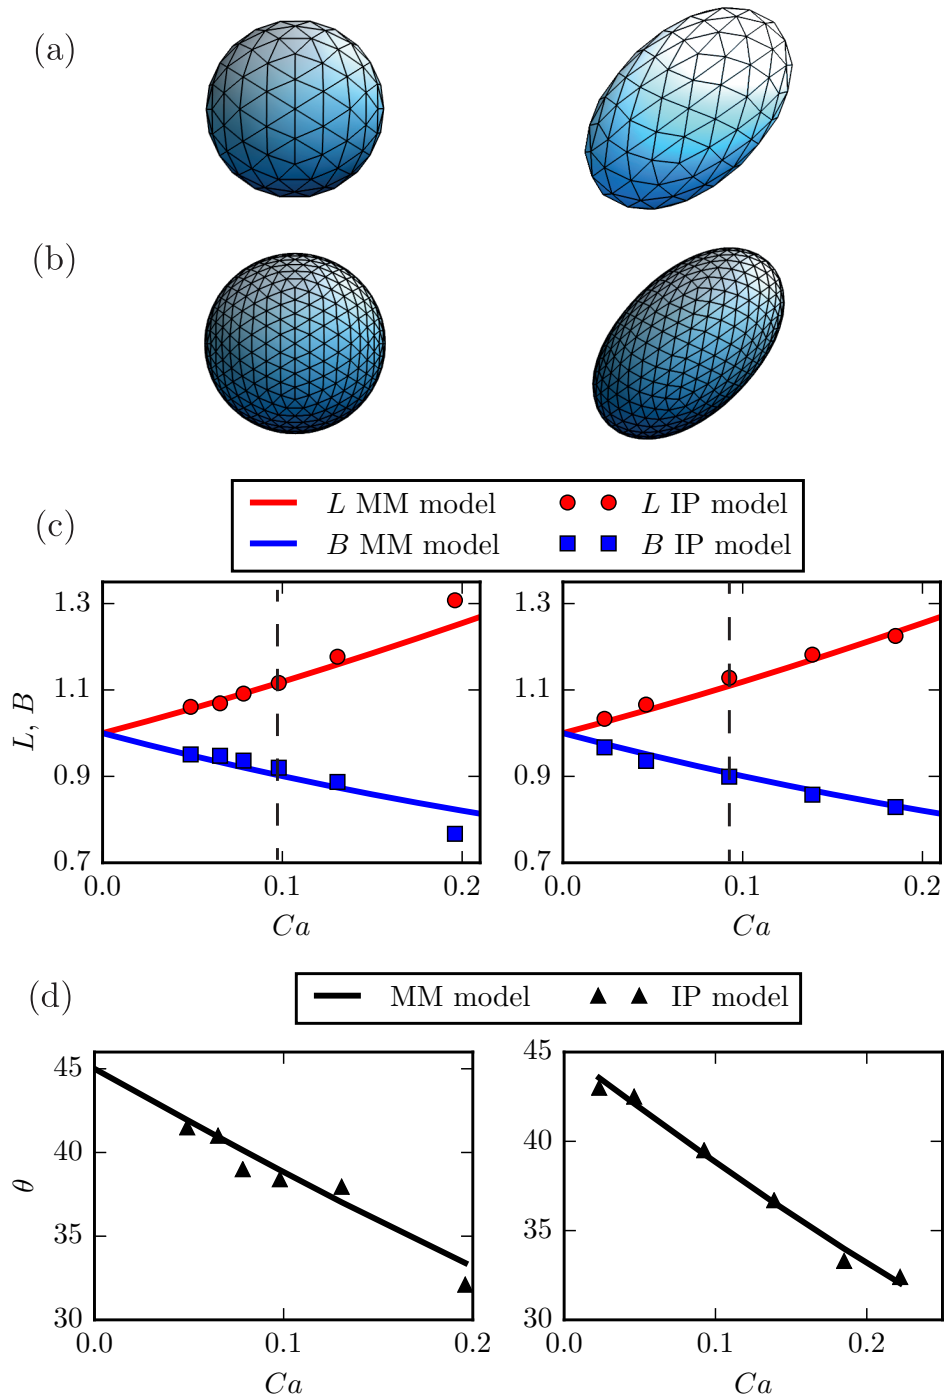 (a)
(b)
(c)
L MM model L IP model
B MM model B IP model
L, B
1.3 1.3
1.1 1.1
0.9 0.9
0.7 0.7
0.0 0.1 0.2 0.0 0.1 0.2
Ca Ca
(d)
MM model IP model
θ
45 45
40 40
35 35
30 30
0.0 0.1 0.2 0.0 0.1 0.2
Ca Ca